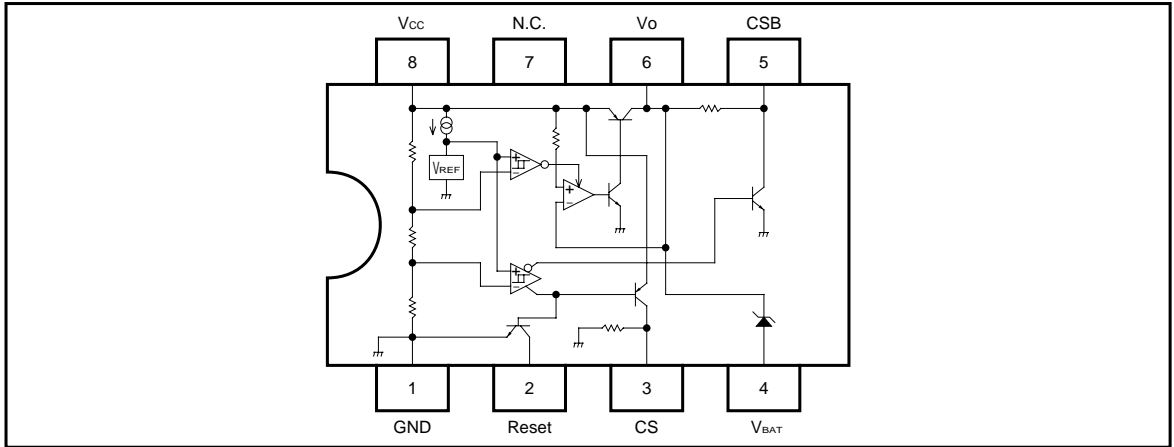 Vcc N.C. Vo CSB
8 7 6 5
VREF
+
−
+
−
+
−
1 2 3 4
GND Reset CS VBAT